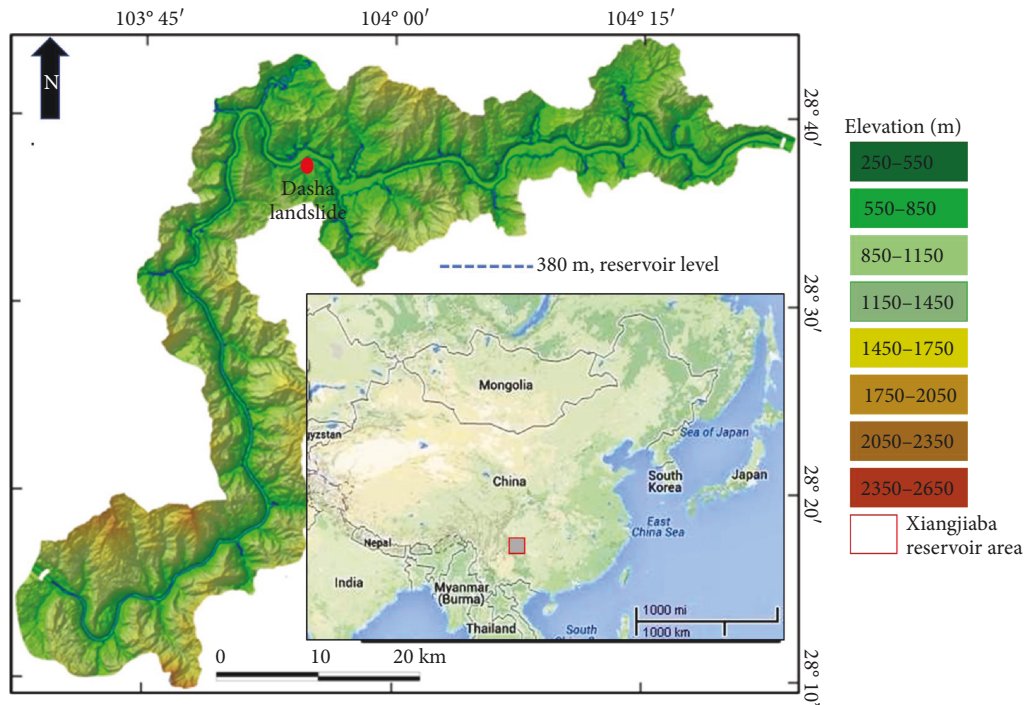 103° 45′
104° 00′
104° 15′
N
28° 40′
28° 30′
28° 20′
28° 10′
Dasha
landslide
380 m, reservoir level
Elevation (m)
250–550
550–850
850–1150
1150–1450
1450–1750
1750–2050
2050–2350
2350–2650
Xiangjiaba
reservoir area
Mongolia
gyzstan
China
Sea of Japan
South
Korea
Japan
East
China Sea
Nepal
India
Myanmar
(Burma)
Thailand
South
1000 mi
1000 km
0
10
20 km